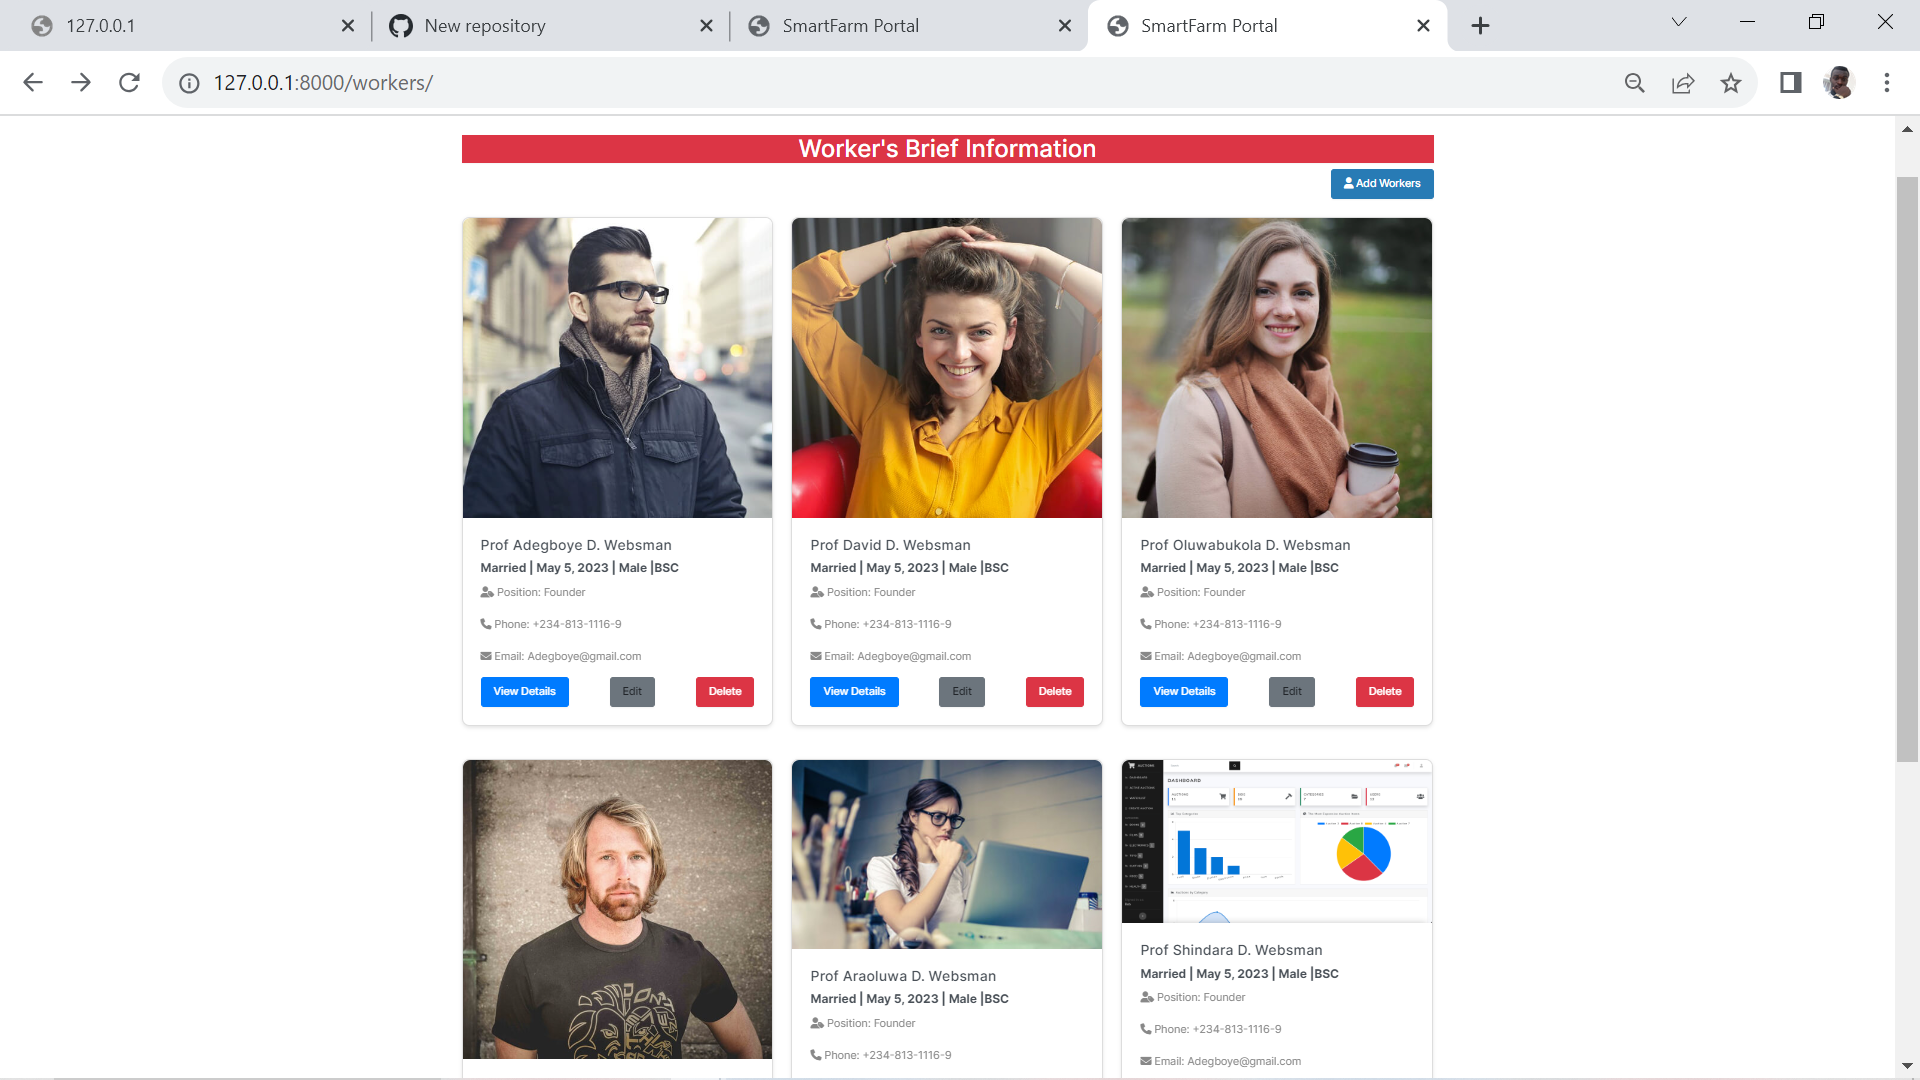 127.0.0.1
New repository
SmartFarm Portal
SmartFarm Portal
127.0.0.1:8000/workers/
Worker's Brief Information
Add Workers
Prof Adegboye D. Websman
Married | May 5, 2023 | Male |BSC
Position: Founder
Phone: +234-813-1116-9
Email: Adegboye@gmail.com
View Details
Edit
Delete
Prof David D. Websman
Married | May 5, 2023 | Male |BSC
Position: Founder
Phone: +234-813-1116-9
Email: Adegboye@gmail.com
View Details
Edit
Delete
Prof Oluwabukola D. Websman
Married | May 5, 2023 | Male |BSC
Position: Founder
Phone: +234-813-1116-9
Email: Adegboye@gmail.com
View Details
Edit
Delete
Prof Araoluwa D. Websman
Married | May 5, 2023 | Male |BSC
Position: Founder
Phone: +234-813-1116-9
DASHBOARD
Prof Shindara D. Websman
Married | May 5, 2023 | Male |BSC
Position: Founder
Phone: +234-813-1116-9
Email: Adegboye@gmail.com